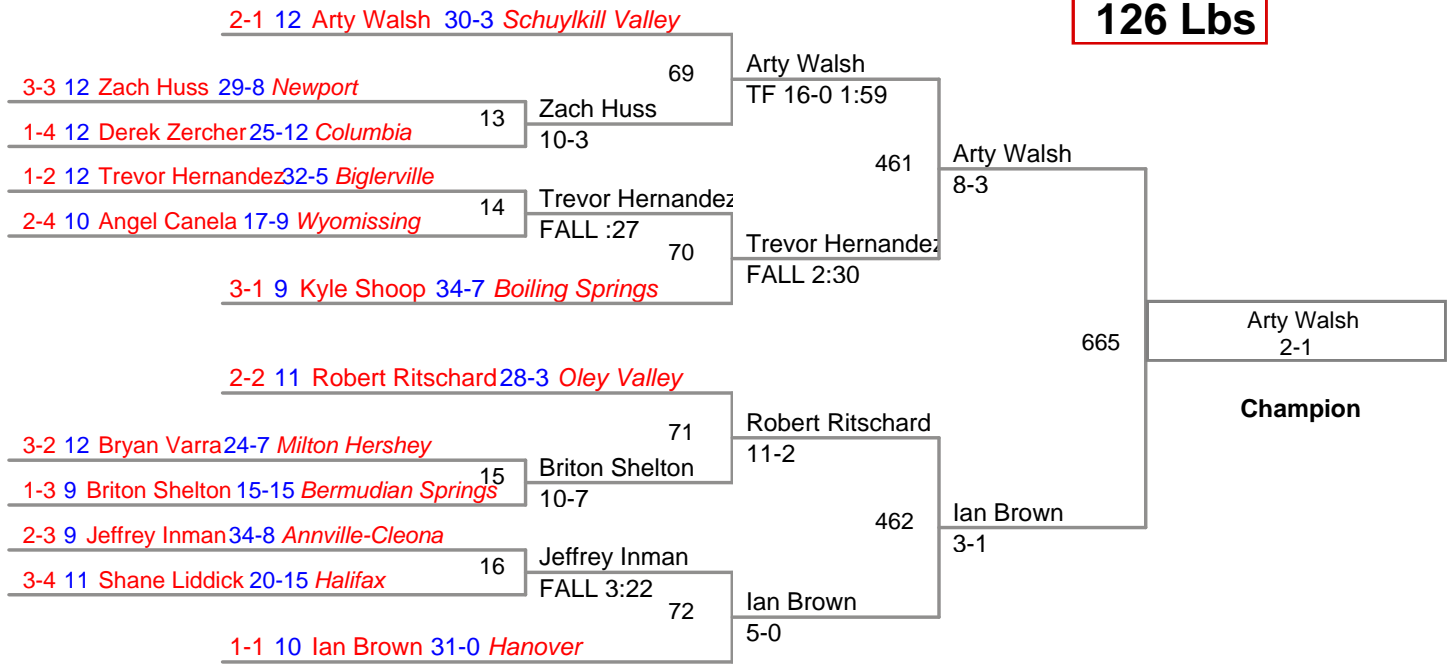 126 Lbs
2-1 12 Arty Walsh 30-3 Schuylkill Valley
3-3 12 Zach Huss 29-8 Newport
1-4 12 Derek Zercher 25-12 Columbia
1-2 12 Trevor Hernandez 32-5 Biglerville
2-4 10 Angel Canela 17-9 Wyomissing
3-1 9 Kyle Shoop 34-7 Boiling Springs
2-2 11 Robert Ritschard 28-3 Oley Valley
3-2 12 Bryan Varra 24-7 Milton Hershey
1-3 9 Briton Shelton 15-15 Bermudian Springs
2-3 9 Jeffrey Inman 34-8 Annville-Cleona
3-4 11 Shane Liddick 20-15 Halifax
1-1 10 Ian Brown 31-0 Hanover
13
Zach Huss
10-3
14
Trevor Hernandez
FALL :27
15
Briton Shelton
10-7
16
Jeffrey Inman
FALL 3:22
69
Arty Walsh
TF 16-0 1:59
70
Trevor Hernandez
FALL 2:30
71
Robert Ritschard
11-2
72
Ian Brown
5-0
461
Arty Walsh
8-3
462
Ian Brown
3-1
665
Arty Walsh
2-1
Champion